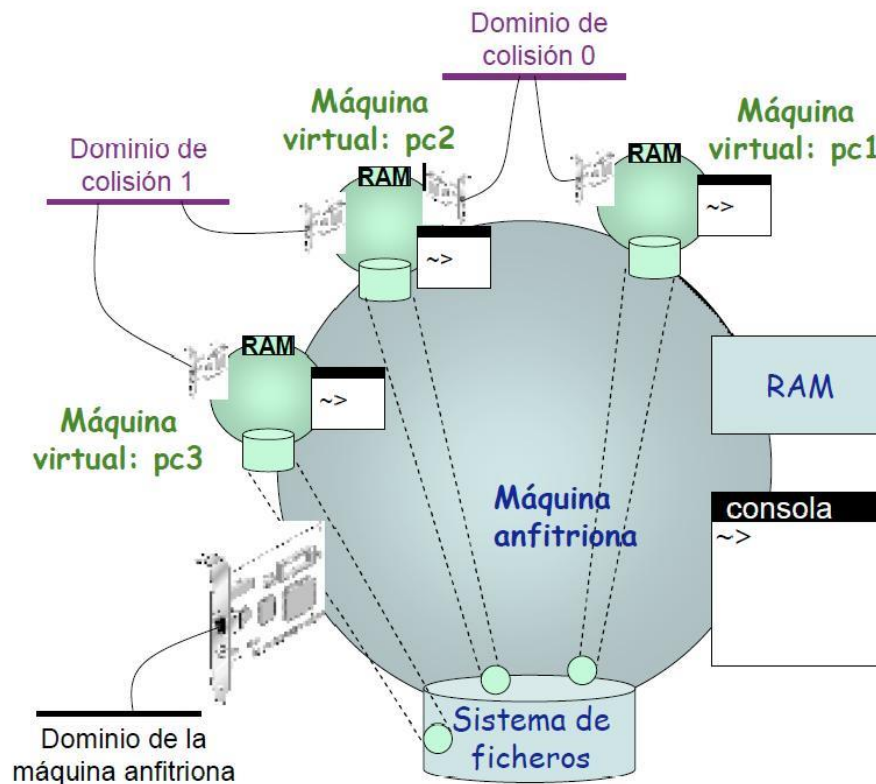 Dominio de
colisión 0
Máquina
virtual: pc2
Máquina
virtual: pc1
Dominio de
colisión 1
RAM
~>
RAM
~>
RAM
~>
Máquina
virtual: pc3
RAM
Máquina
anfitriona
consola
~>
Sistema de
ficheros
Dominio de la
máquina anfitriona